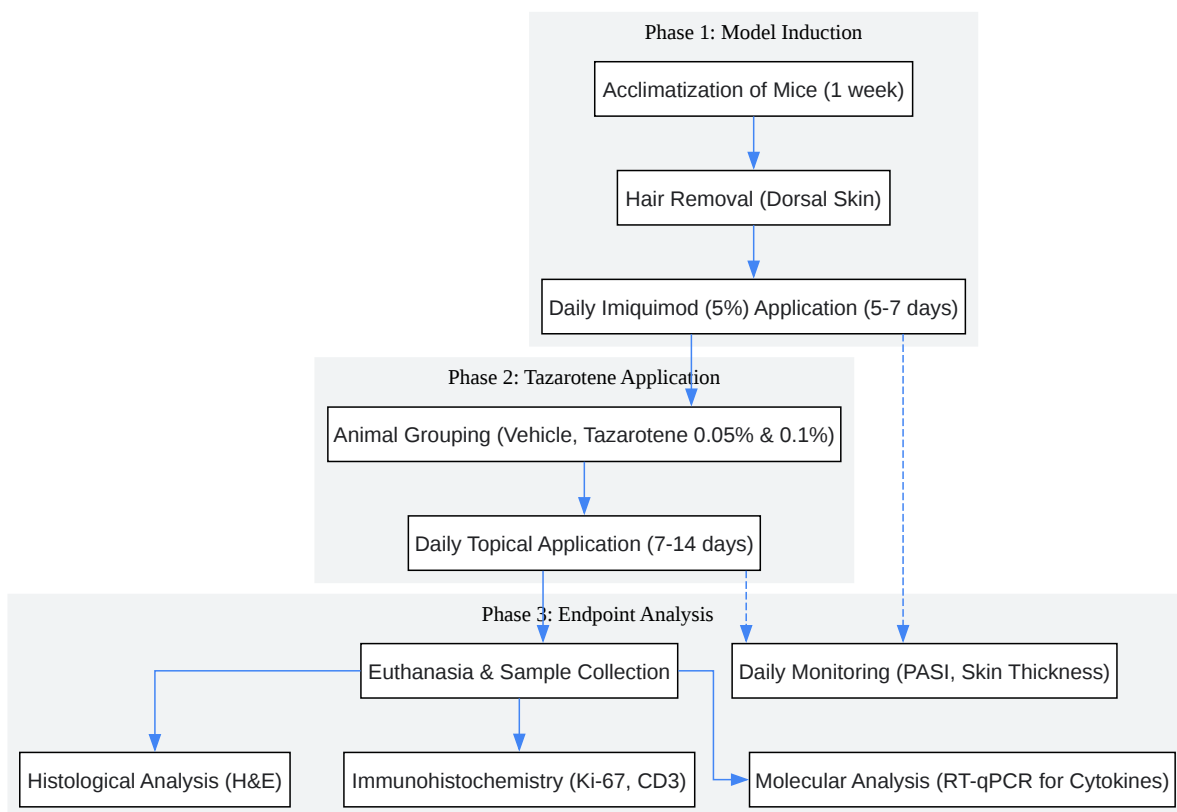 Phase 1: Model Induction
Acclimatization of Mice (1 week)
Hair Removal (Dorsal Skin)
Daily Imiquimod (5%) Application (5-7 days)
Phase 2: Tazarotene Application
Animal Grouping (Vehicle, Tazarotene 0.05% & 0.1%)
Daily Topical Application (7-14 days)
Phase 3: Endpoint Analysis
Euthanasia & Sample Collection
Daily Monitoring (PASI, Skin Thickness)
Histological Analysis (H&E)
Immunohistochemistry (Ki-67, CD3)
Molecular Analysis (RT-qPCR for Cytokines)